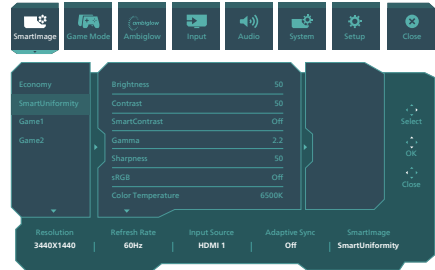 SmartImage Game Mode Ambiglow Input Audio System Setup Close
ambiglow
Economy
SmartUniformity
Game1
Game2
Brightness 50
Contrast 50
SmartContrast Off
Gamma 2.2
Sharpness 50
sRGB Off
Color Temperature 6500K
Select
OK
Close
Resolution Refresh Rate Input Source Adaptive Sync SmartImage
3440X1440 60Hz HDMI 1 Off SmartUniformity